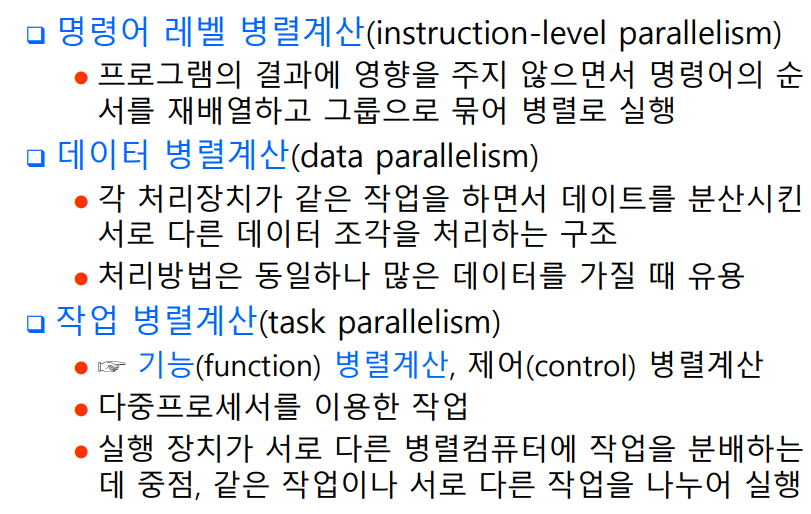 ❑ 명령어 레벨 병렬계산(instruction-level parallelism)
● 프로그램의 결과에 영향을 주지 않으면서 명령어의 순
서를 재배열하고 그룹으로 묶어 병렬로 실행
❑ 데이터 병렬계산(data parallelism)
● 각 처리장치가 같은 작업을 하면서 데이트를 분산시킨
서로 다른 데이터 조각을 처리하는 구조
● 처리방법은 동일하나 많은 데이터를 가질 때 유용
❑ 작업 병렬계산(task parallelism)
● ☞ 기능(function) 병렬계산, 제어(control) 병렬계산
● 다중프로세서를 이용한 작업
● 실행 장치가 서로 다른 병렬컴퓨터에 작업을 분배하는
데 중점, 같은 작업이나 서로 다른 작업을 나누어 실행